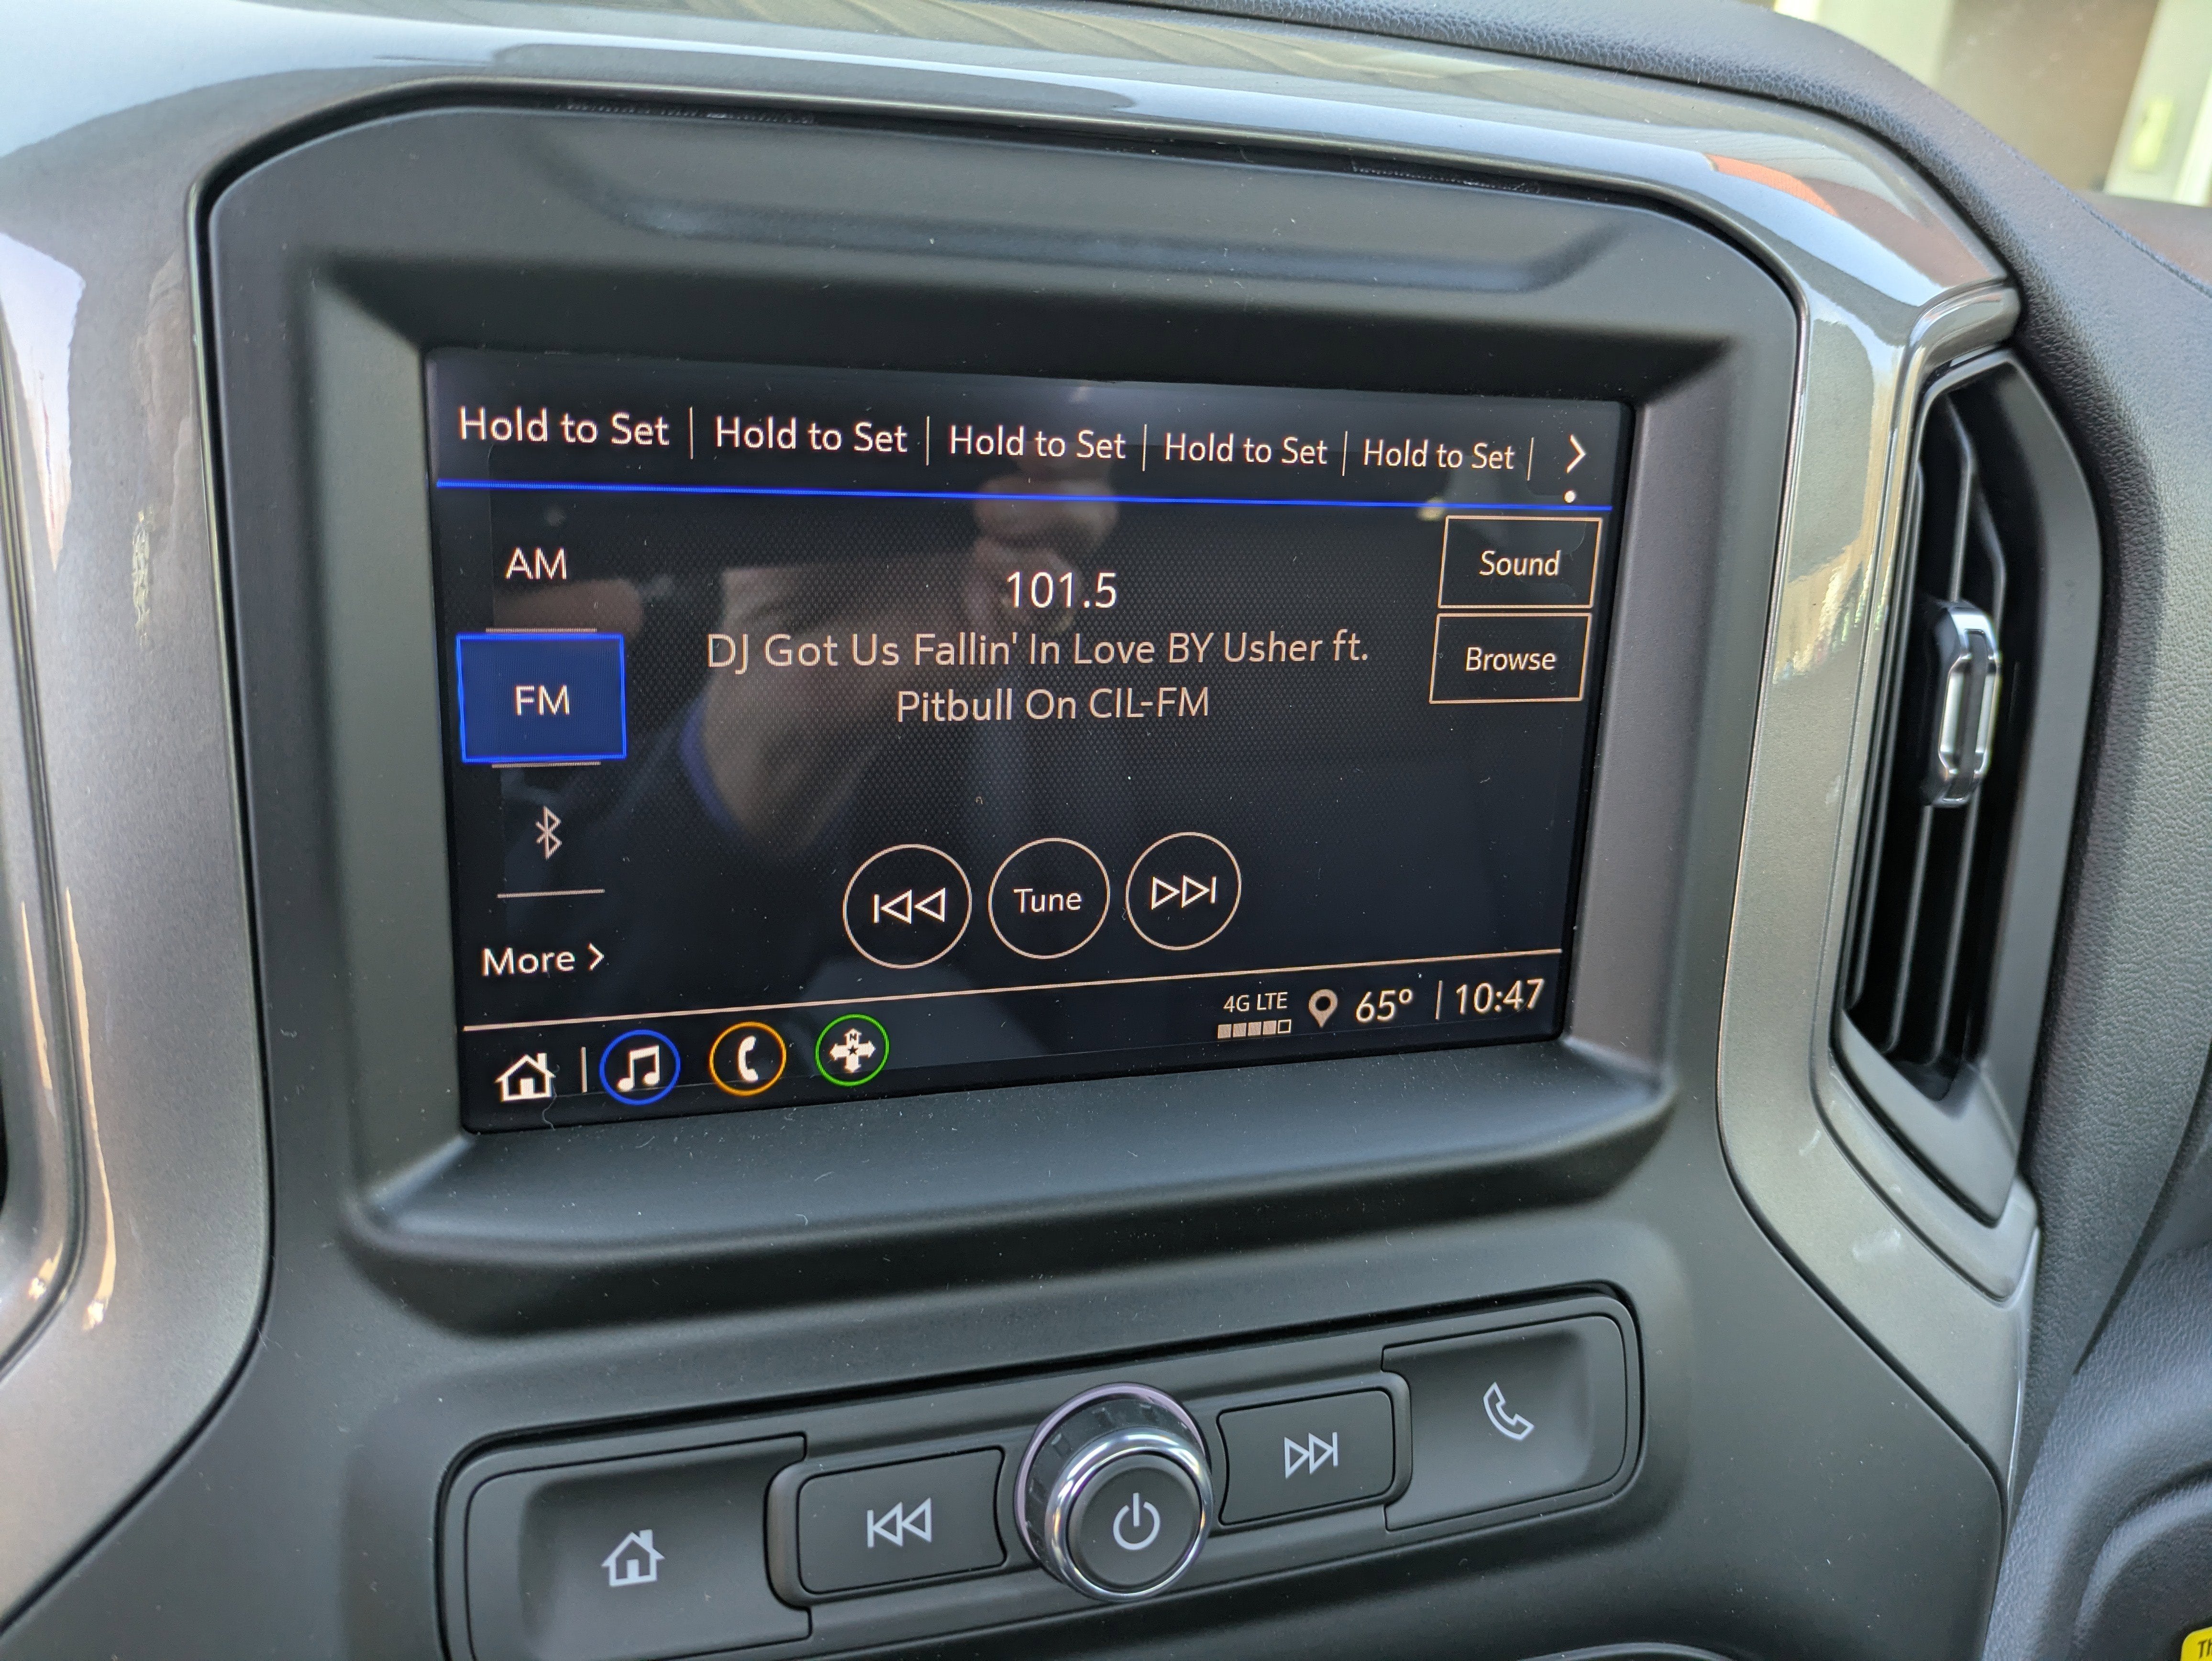 Hold to Set | Hold to Set | Hold to Set | Hold to Set | Hold to Set |
AM
101.5
Sound
DJ Got Us Fallin' In Love BY Usher ft.
Pitbull On CIL-FM
Browse
FM
Tune
More
4G LTE
65° | 10:47
N